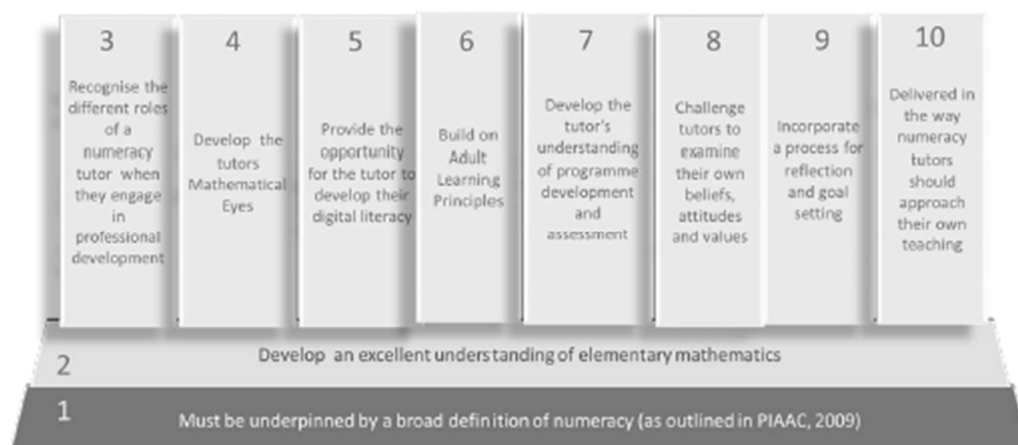 3
Recognise the
different roles
of a
numeracy
tutor when
they engage
in
professional
development
4
Develop the
tutors
Mathematical
Eyes
5
Provide the
opportunity
for the tutor to
develop their
digital literacy
6
Build on
Adult
Learning
Principles
7
Develop the
tutor's
understanding
of programme
development
and
assessment
8
Challenge
tutors to
examine
their own
beliefs,
attitudes
and values
9
Incorporate
a process for
reflection
and goal
setting
10
Delivered in
the way
numeracy
tutors
should
approach
their own
teaching
2
Develop an excellent understanding of elementary mathematics
1
Must be underpinned by a broad definition of numeracy (as outlined in PIAAC, 2009)